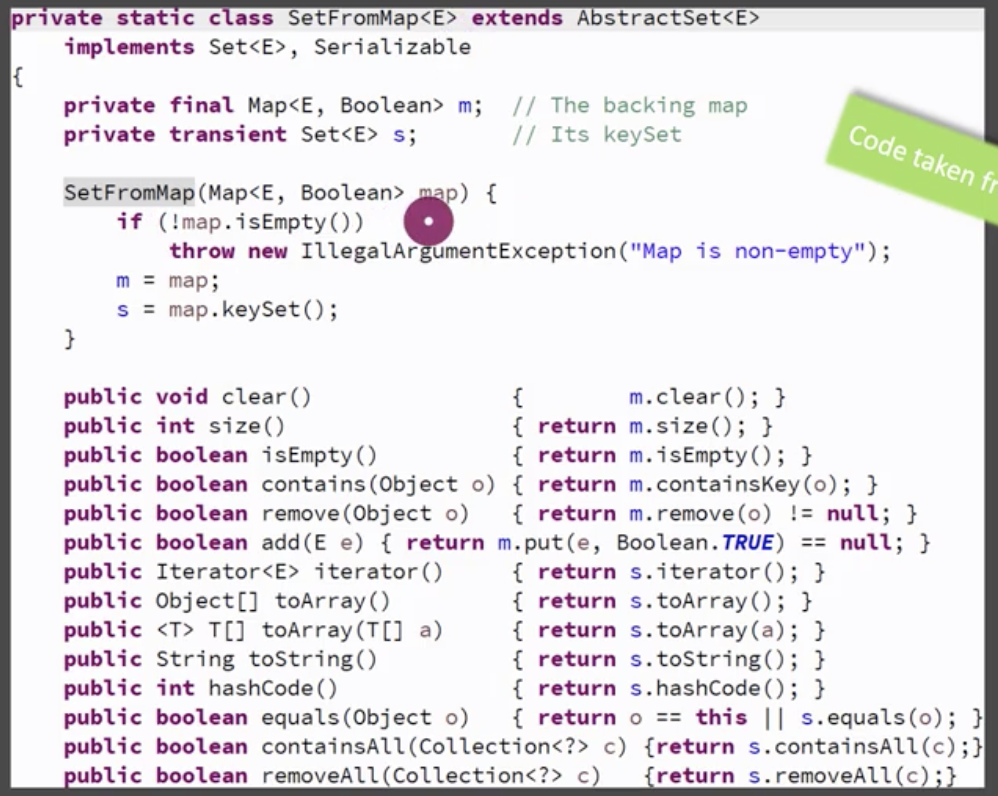 private static class SetFromMap<E> extends AbstractSet<E>
    implements Set<E>, Serializable
{
    private final Map<E, Boolean> m;  // The backing map
    private transient Set<E> s;       // Its keySet
Code taken fr
    SetFromMap(Map<E, Boolean> map) {
        if (!map.isEmpty())
            throw new IllegalArgumentException("Map is non-empty");
        m = map;
        s = map.keySet();
    }
    public void clear()               {        m.clear(); }
    public int size()                 { return m.size(); }
    public boolean isEmpty()          { return m.isEmpty(); }
    public boolean contains(Object o) { return m.containsKey(o); }
    public boolean remove(Object o)   { return m.remove(o) != null; }
    public boolean add(E e) { return m.put(e, Boolean.TRUE) == null; }
    public Iterator<E> iterator()     { return s.iterator(); }
    public Object[] toArray()         { return s.toArray(); }
    public <T> T[] toArray(T[] a)     { return s.toArray(a); }
    public String toString()          { return s.toString(); }
    public int hashCode()             { return s.hashCode(); }
    public boolean equals(Object o)   { return o == this || s.equals(o); }
    public boolean containsAll(Collection<?> c) {return s.containsAll(c);}
    public boolean removeAll(Collection<?> c)   {return s.removeAll(c);}